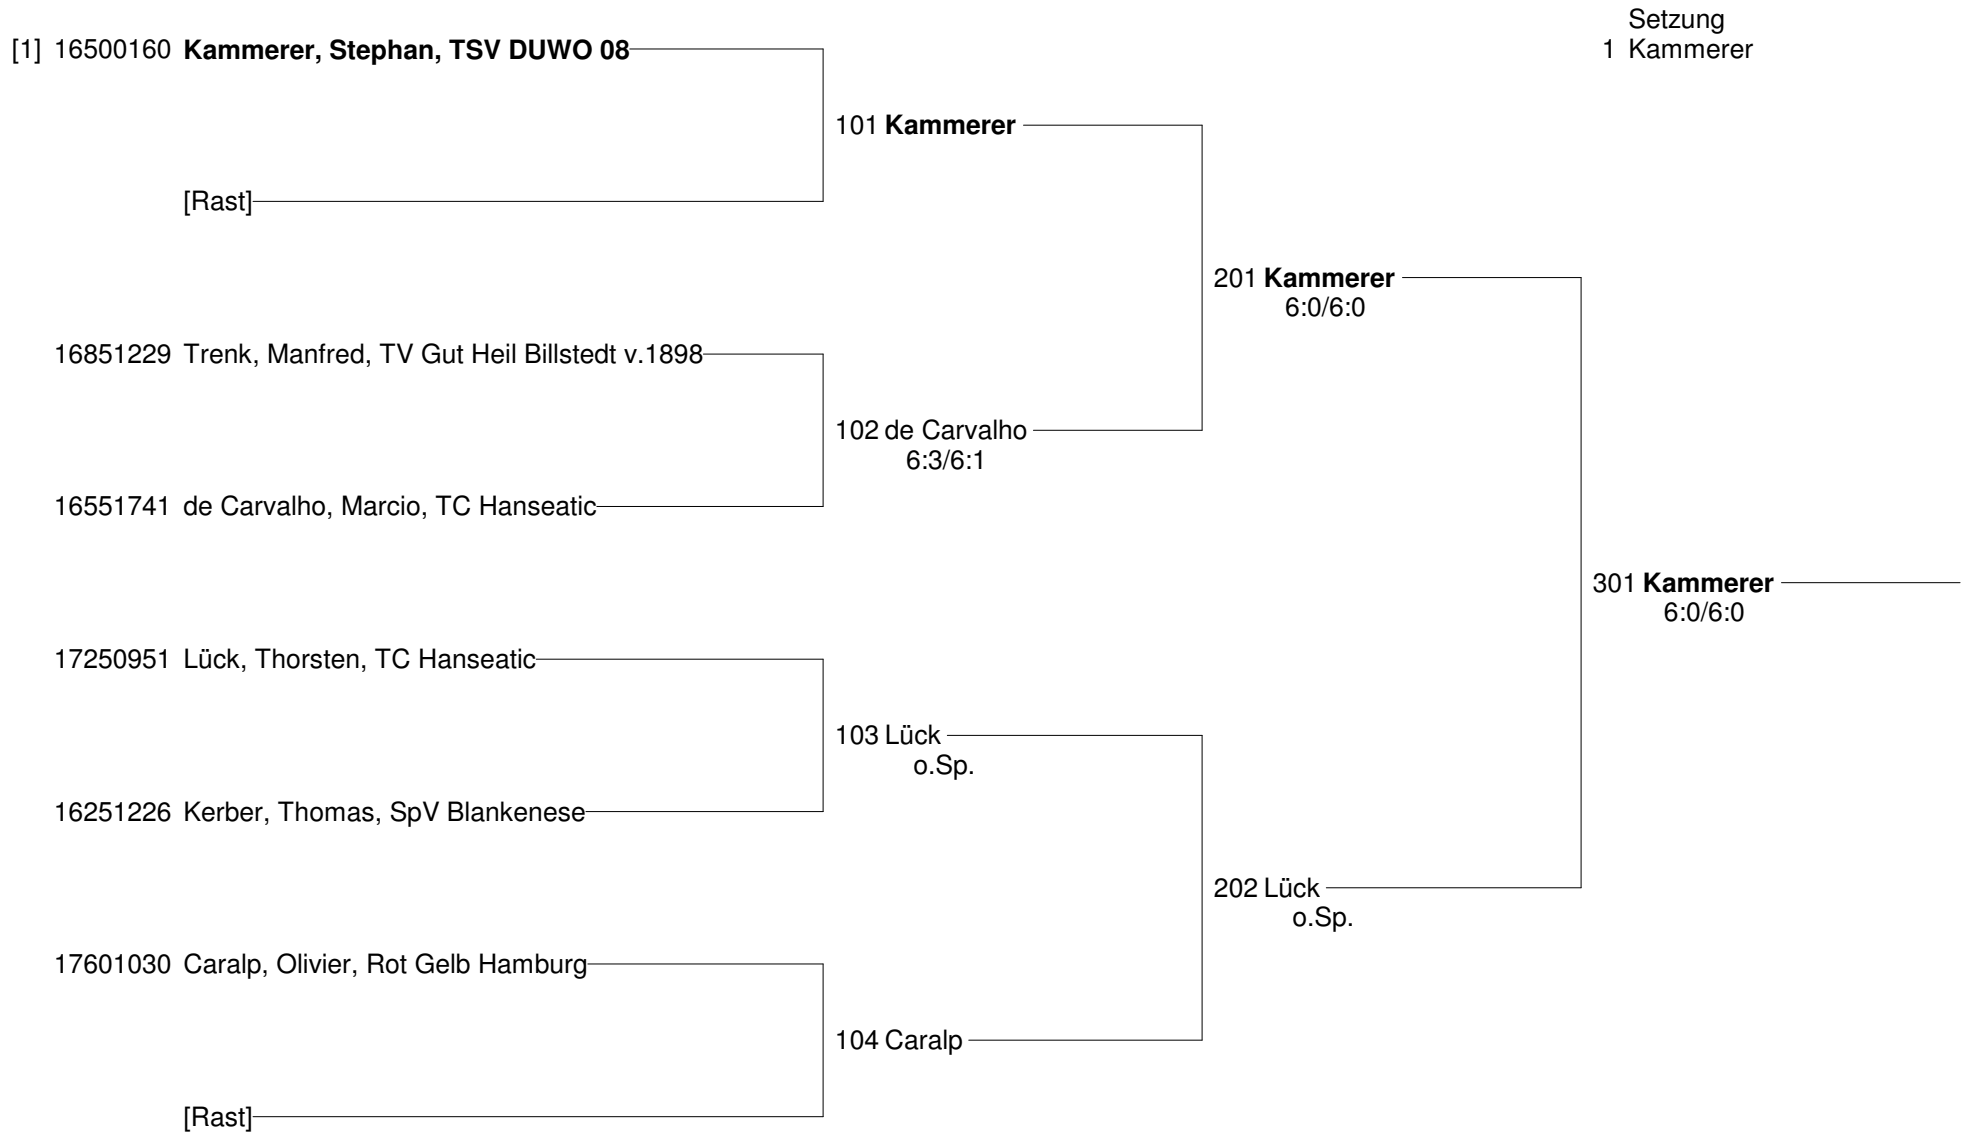 Setzung
1 Kammerer
[1] 16500160 Kammerer, Stephan, TSV DUWO 08
101 Kammerer
[Rast]
201 Kammerer
6:0/6:0
16851229 Trenk, Manfred, TV Gut Heil Billstedt v.1898
102 de Carvalho
6:3/6:1
16551741 de Carvalho, Marcio, TC Hanseatic
301 Kammerer
6:0/6:0
17250951 Lück, Thorsten, TC Hanseatic
103 Lück
o.Sp.
16251226 Kerber, Thomas, SpV Blankenese
202 Lück
o.Sp.
17601030 Caralp, Olivier, Rot Gelb Hamburg
104 Caralp
[Rast]